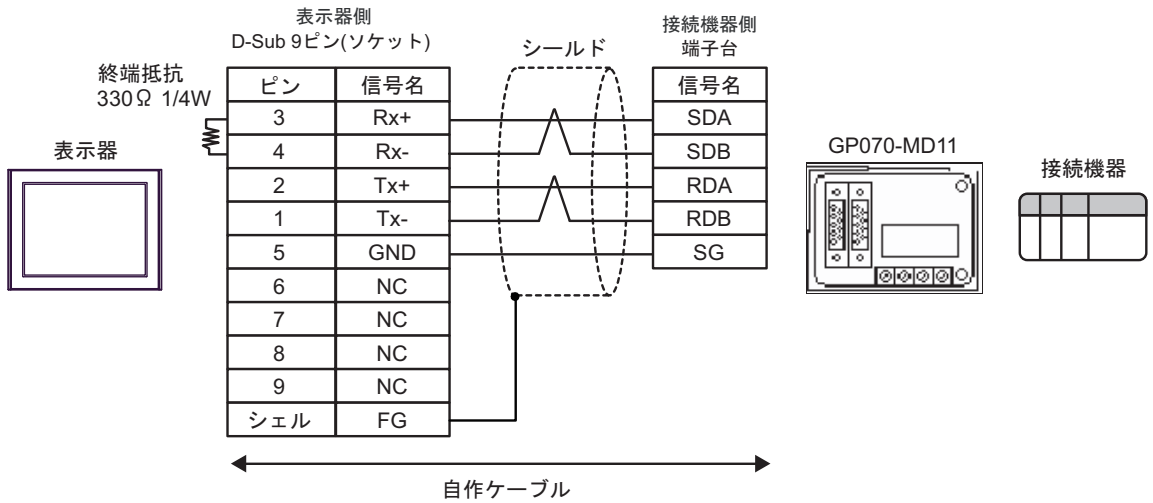 表示器側
D-Sub 9ピン(ソケット)
シールド
接続機器側
端子台
終端抵抗
330Ω 1/4W
ピン 信号名
信号名
3 Rx+
SDA
4 Rx-
SDB
2 Tx+
RDA
1 Tx-
RDB
5 GND
SG
6 NC
7 NC
8 NC
9 NC
シェル FG
表示器
GP070-MD11
接続機器
自作ケーブル